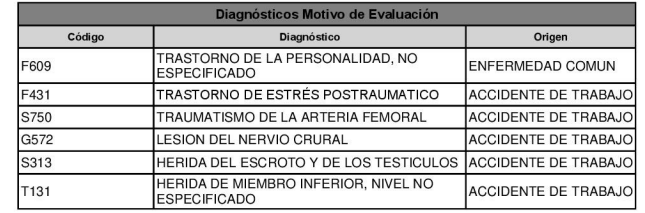 Diagnósticos Motivo de Evaluación
Código Diagnóstico Origen
F609 TRASTORNO DE LA PERSONALIDAD, NO ESPECIFICADO ENFERMEDAD COMUN
F431 TRASTORNO DE ESTRÉS POSTRAUMATICO ACCIDENTE DE TRABAJO
S750 TRAUMATISMO DE LA ARTERIA FEMORAL ACCIDENTE DE TRABAJO
G572 LESION DEL NERVIO CRURAL ACCIDENTE DE TRABAJO
S313 HERIDA DEL ESCROTO Y DE LOS TESTICULOS ACCIDENTE DE TRABAJO
T131 HERIDA DE MIEMBRO INFERIOR, NIVEL NO ESPECIFICADO ACCIDENTE DE TRABAJO